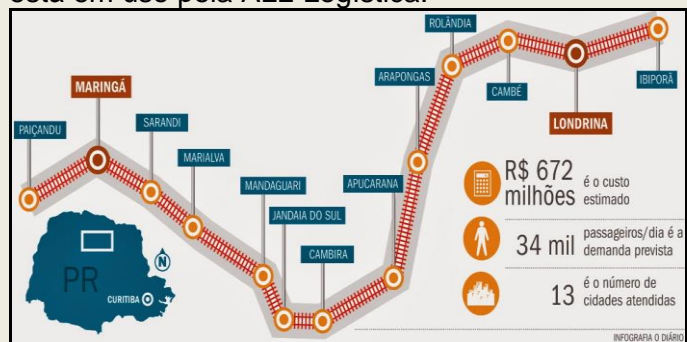 está em uso pela ALL Logística.
ROLÂNDIA
ARAPONGAS
CAMBÉ
IBIPORÃ
MARINGÁ
LONDRINA
PAIÇANDU
SARANDI
MARIALVA
MANDAGUARI
APUCARANA
JANDAIA DO SUL
CAMBIRA
R$ 672
milhões
é o custo
estimado
34 mil
passageiros/dia é a
demanda prevista
13
é o número de
cidades atendidas
PR
N
CURITIBA
INFOGRAFIA O DIÁRIO